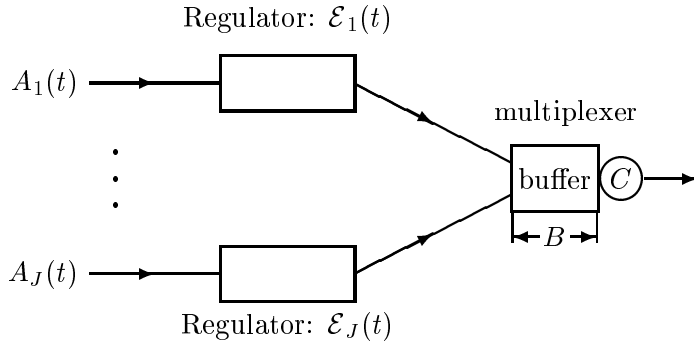 Regulator: ℰ₁(t)
A₁(t)
multiplexer
buffer
C
B
A_J(t)
Regulator: ℰ_J(t)